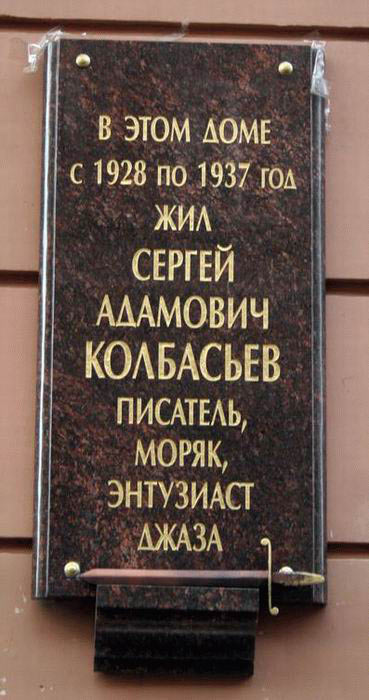 В ЭТОМ ДОМЕ
С 1928 ПО 1937 ГОД
ЖИЛ
СЕРГЕЙ
АДАМОВИЧ
КОЛБАСЬЕВ
ПИСАТЕЛЬ,
МОРЯК,
ЭНТУЗИАСТ
ДЖАЗА